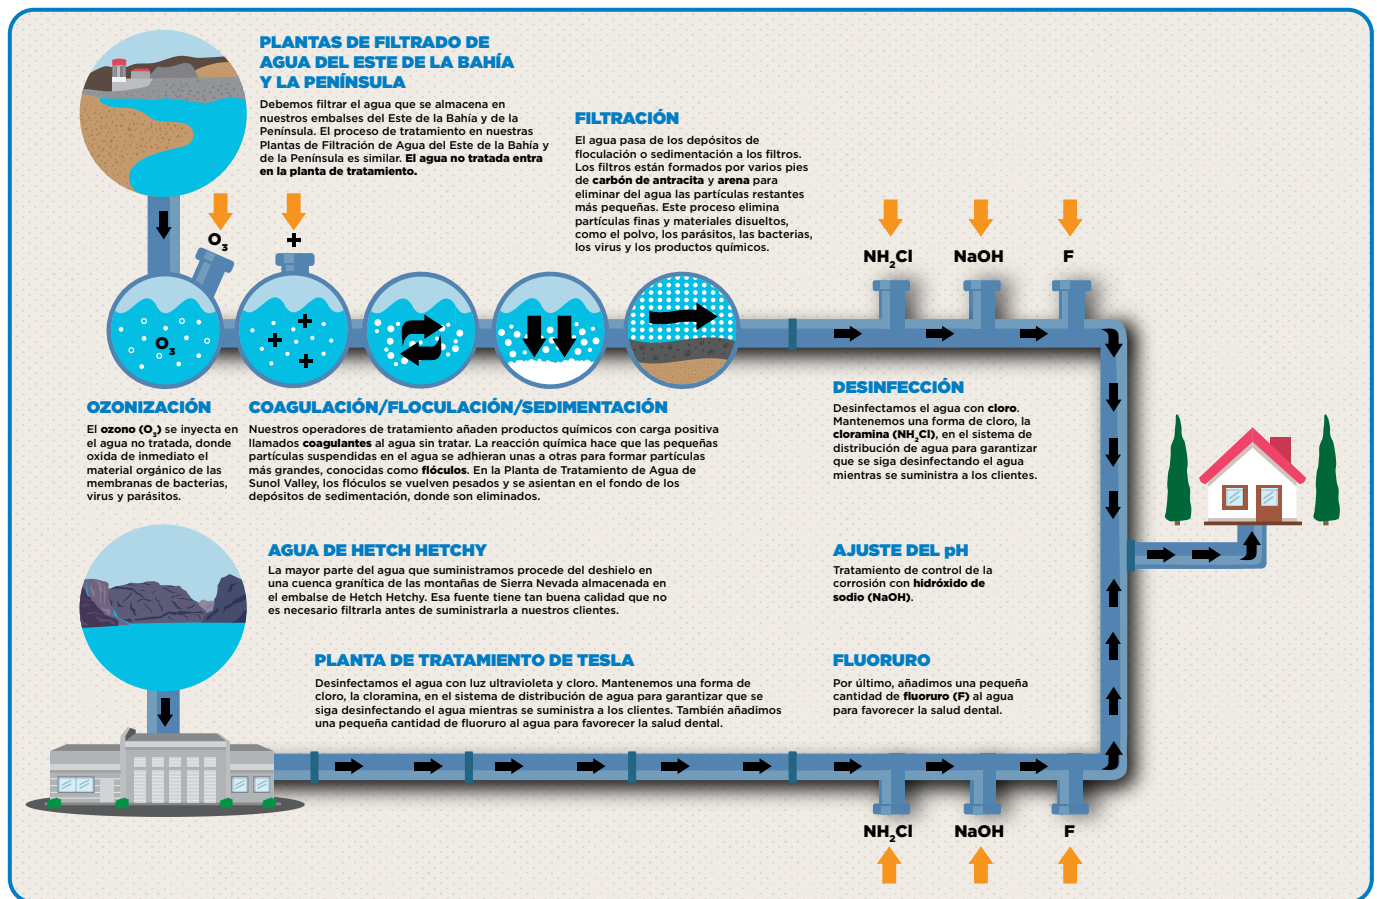 PLANTAS DE FILTRADO DE
AGUA DEL ESTE DE LA BAHÍA
Y LA PENÍNSULA
Debemos filtrar el agua que se almacena en
nuestros embalses del Este de la Bahía y de la
Península. El proceso de tratamiento en nuestras
Plantas de Filtración de Agua del Este de la Bahía y
de la Península es similar. El agua no tratada entra
en la planta de tratamiento.
FILTRACIÓN
El agua pasa de los depósitos de
floculación o sedimentación a los filtros.
Los filtros están formados por varios pies
de carbón de antracita y arena para
eliminar del agua las partículas restantes
más pequeñas. Este proceso elimina
partículas finas y materiales disueltos,
como el polvo, los parásitos, las bacterias,
los virus y los productos químicos.
O₃
+
NH₂Cl
NaOH
F
O₃
+
+
+
OZONIZACIÓN
El ozono (O₃) se inyecta en
el agua no tratada, donde
oxida de inmediato el
material orgánico de las
membranas de bacterias,
virus y parásitos.
COAGULACIÓN/FLOCULACIÓN/SEDIMENTACIÓN
Nuestros operadores de tratamiento añaden productos químicos con carga positiva
llamados coagulantes al agua sin tratar. La reacción química hace que las pequeñas
partículas suspendidas en el agua se adhieran unas a otras para formar partículas
más grandes, conocidas como flóculos. En la Planta de Tratamiento de Agua de
Sunol Valley, los flóculos se vuelven pesados y se asientan en el fondo de los
depósitos de sedimentación, donde son eliminados.
DESINFECCIÓN
Desinfectamos el agua con cloro.
Mantenemos una forma de cloro, la
cloramina (NH₂Cl), en el sistema de
distribución de agua para garantizar
que se siga desinfectando el agua
mientras se suministra a los clientes.
AGUA DE HETCH HETCHY
La mayor parte del agua que suministramos procede del deshielo en
una cuenca granítica de las montañas de Sierra Nevada almacenada en
el embalse de Hetch Hetchy. Esa fuente tiene tan buena calidad que no
es necesario filtrarla antes de suministrarla a nuestros clientes.
AJUSTE DEL pH
Tratamiento de control de la
corrosión con hidróxido de
sodio (NaOH).
PLANTA DE TRATAMIENTO DE TESLA
Desinfectamos el agua con luz ultravioleta y cloro. Mantenemos una forma de
cloro, la cloramina, en el sistema de distribución de agua para garantizar que se
siga desinfectando el agua mientras se suministra a los clientes. También añadimos
una pequeña cantidad de fluoruro al agua para favorecer la salud dental.
FLUORURO
Por último, añadimos una pequeña
cantidad de fluoruro (F) al agua
para favorecer la salud dental.
NH₂Cl
NaOH
F